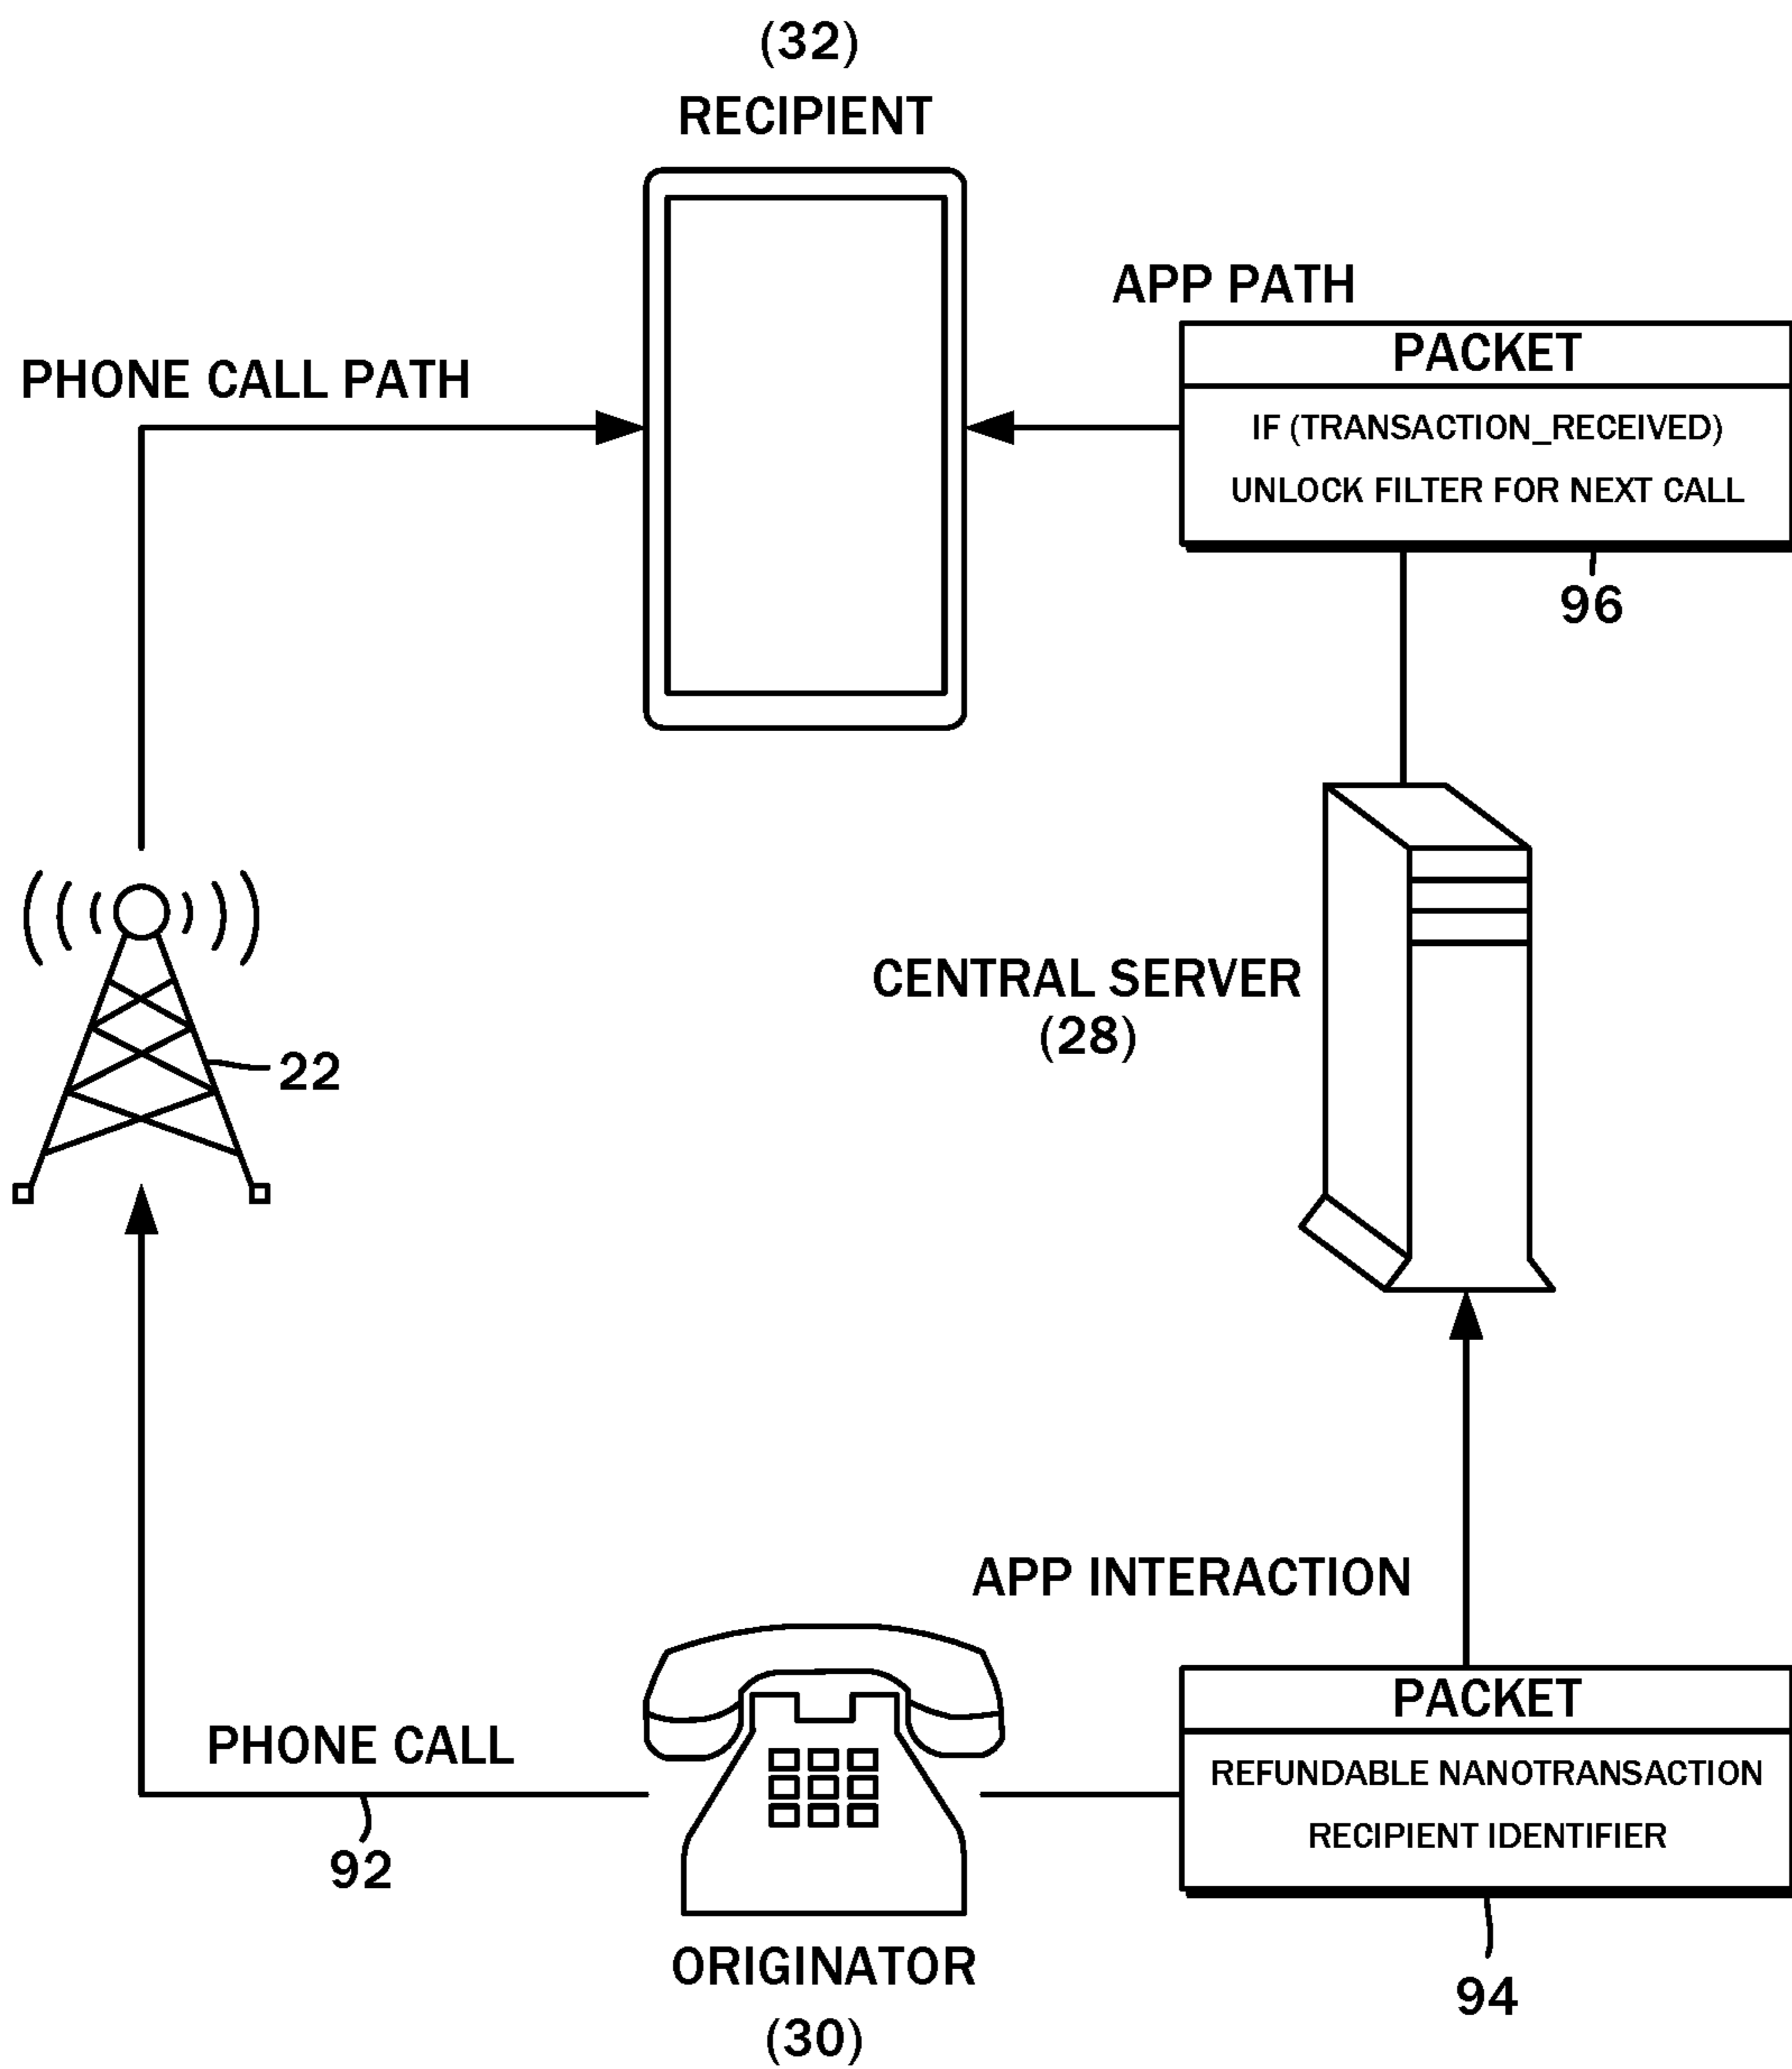 (32)
RECIPIENT
APP PATH
PACKET
PHONE CALL PATH
IF (TRANSACTION_RECEIVED)
UNLOCK FILTER FOR NEXT CALL
96
CENTRAL SERVER
(28)
22
APP INTERACTION
PACKET
PHONE CALL
REFUNDABLE NANOTRANSACTION
RECIPIENT IDENTIFIER
92
ORIGINATOR
94
(30)